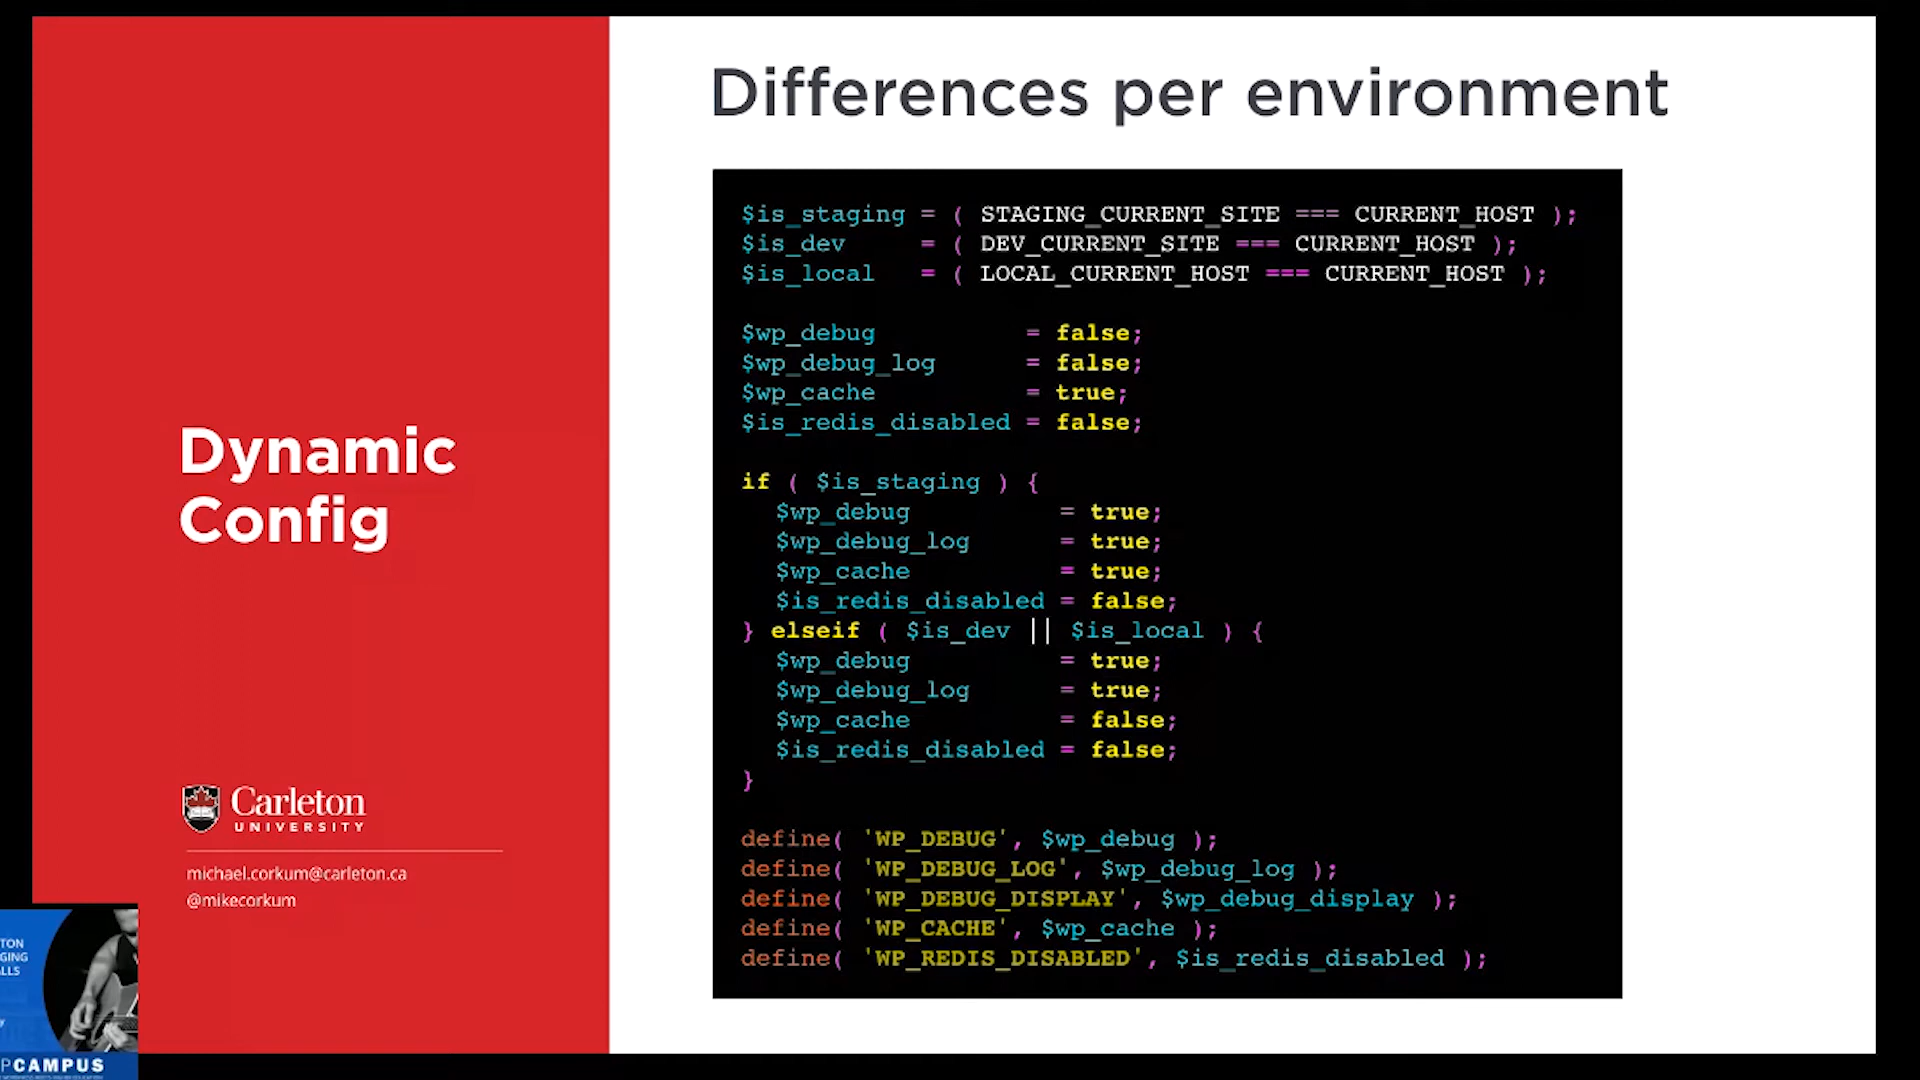 Differences per environment
$is_staging = ( STAGING_CURRENT_SITE === CURRENT_HOST );
$is_dev     = ( DEV_CURRENT_SITE === CURRENT_HOST );
$is_local   = ( LOCAL_CURRENT_HOST === CURRENT_HOST );
$wp_debug          = false;
$wp_debug_log      = false;
$wp_cache          = true;
$is_redis_disabled = false;
if ( $is_staging ) {
  $wp_debug          = true;
  $wp_debug_log      = true;
  $wp_cache          = true;
  $is_redis_disabled = false;
} elseif ( $is_dev || $is_local ) {
  $wp_debug          = true;
  $wp_debug_log      = true;
  $wp_cache          = false;
  $is_redis_disabled = false;
}
define( 'WP_DEBUG', $wp_debug );
define( 'WP_DEBUG_LOG', $wp_debug_log );
define( 'WP_DEBUG_DISPLAY', $wp_debug_display );
define( 'WP_CACHE', $wp_cache );
define( 'WP_REDIS_DISABLED', $is_redis_disabled );
Dynamic
Config
Carleton
UNIVERSITY
michael.corkum@carleton.ca
@mikecorkum
TON
GING
LLS
PCAMPUS